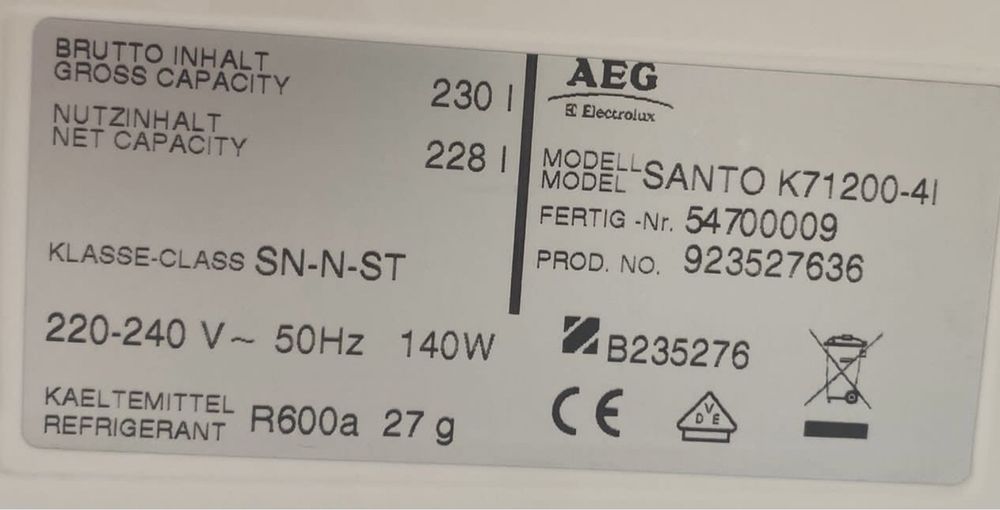 BRUTTO INHALT
GROSS CAPACITY 230 l
NUTZINHALT
NET CAPACITY 228 l
KLASSE-CLASS SN-N-ST
220-240 V~ 50Hz 140W
KAELTEMITTEL
REFRIGERANT R600a 27 g
AEG
Electrolux
MODELL
MODEL SANTO K71200-4I
FERTIG -Nr. 54700009
PROD. NO. 923527636
B235276
CE
DVE